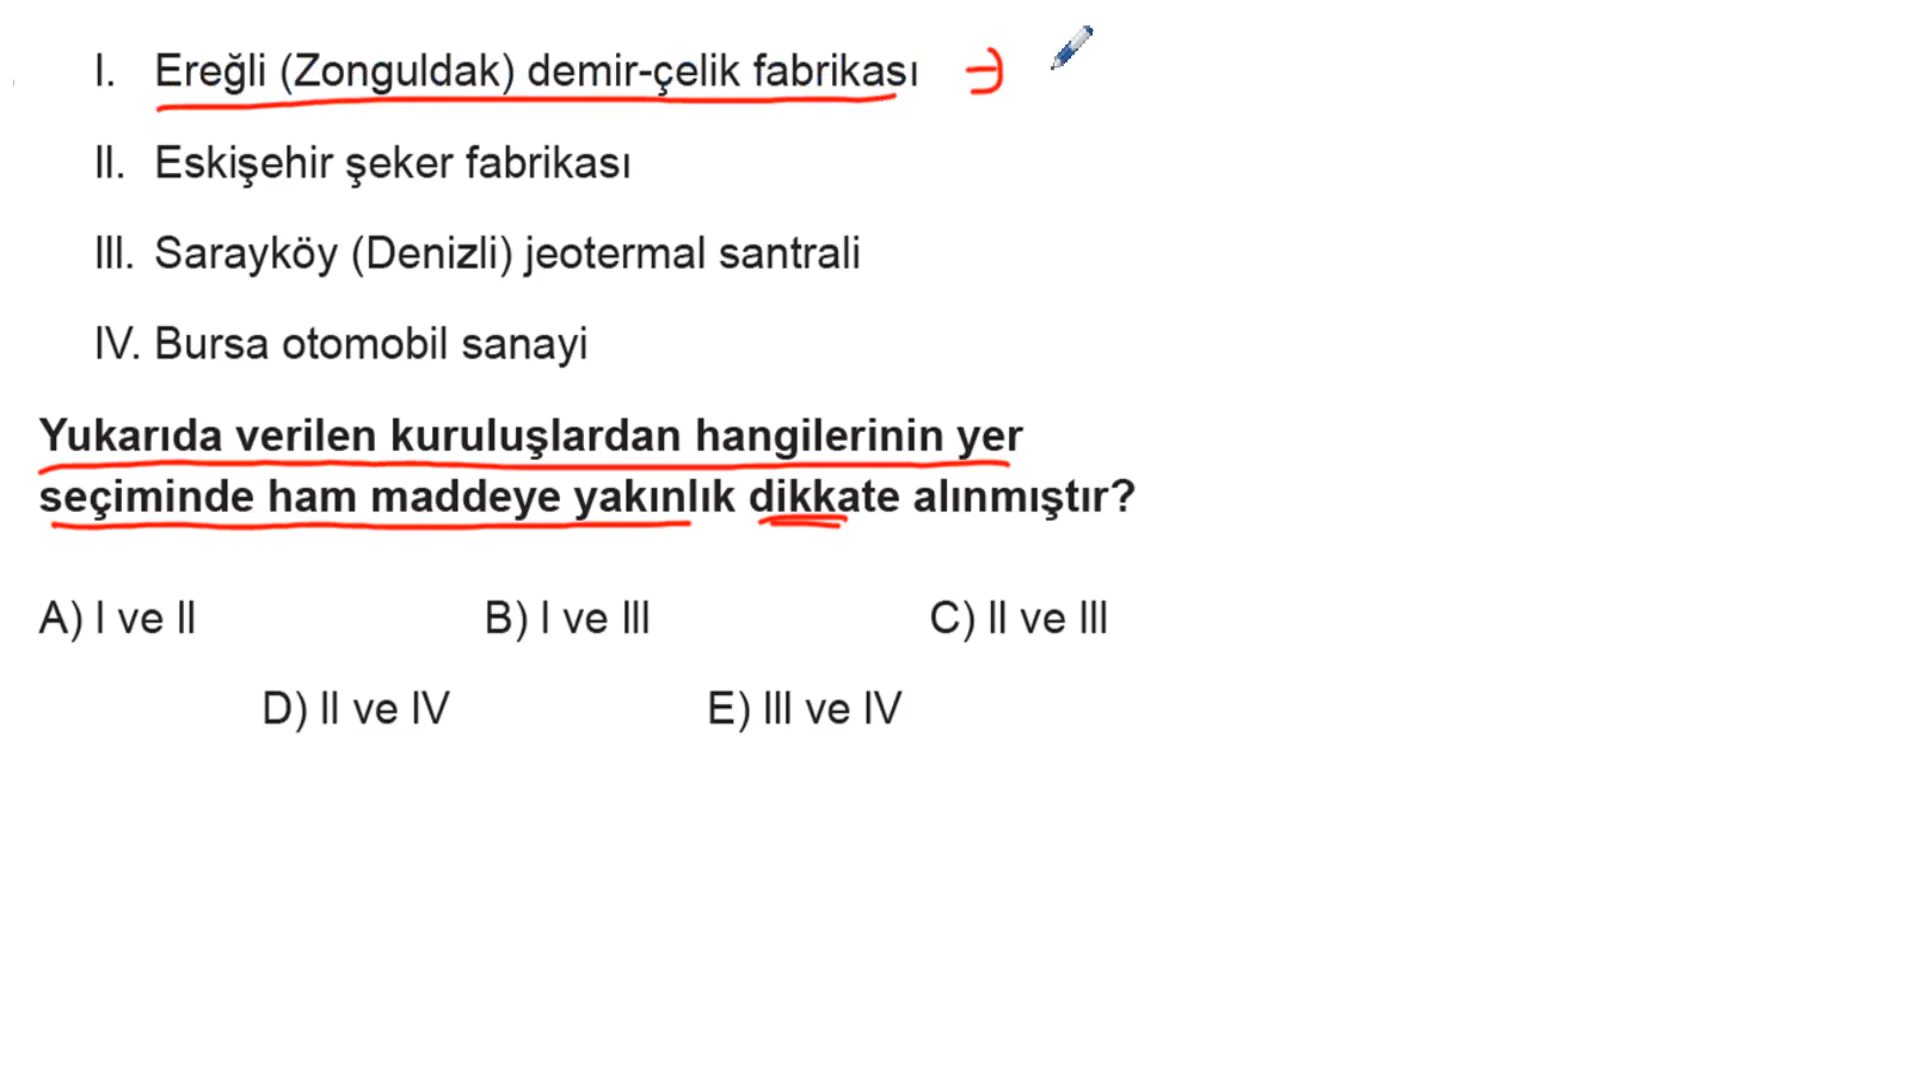 I. Ereğli (Zonguldak) demir-çelik fabrikası
II. Eskişehir şeker fabrikası
III. Sarayköy (Denizli) jeotermal santrali
IV. Bursa otomobil sanayi
Yukarıda verilen kuruluşlardan hangilerinin yer
seçiminde ham maddeye yakınlık dikkate alınmıştır?
A) I ve II B) I ve III C) II ve III
D) II ve IV E) III ve IV